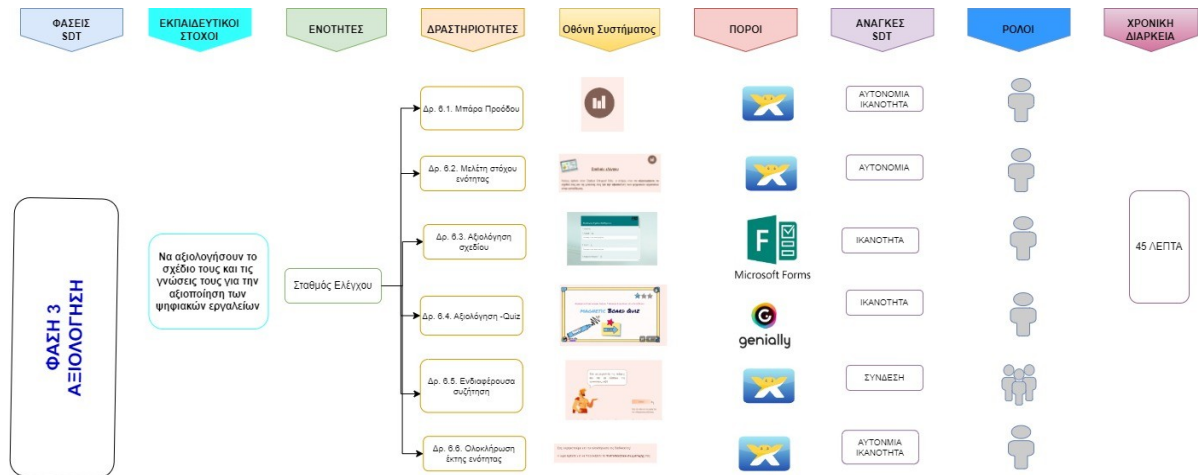 ΦΑΣΕΙΣ
SDT
ΕΚΠΑΙΔΕΥΤΙΚΟΙ
ΣΤΟΧΟΙ
ΕΝΟΤΗΤΕΣ
ΔΡΑΣΤΗΡΙΟΤΗΤΕΣ
Οθόνη Συστήματος
ΠΟΡΟΙ
ΑΝΑΓΚΕΣ
SDT
ΡΟΛΟΙ
ΧΡΟΝΙΚΗ
ΔΙΑΡΚΕΙΑ
ΦΑΣΗ 3
ΑΞΙΟΛΟΓΗΣΗ
Να αξιολογήσουν το
σχέδιο τους και τις
γνώσεις τους για την
αξιοποίηση των
ψηφιακών εργαλείων
Σταθμός Ελέγχου
Δρ. 6.1. Μπάρα Προόδου
ΑΥΤΟΝΟΜΙΑ
ΙΚΑΝΟΤΗΤΑ
Δρ. 6.2. Μελέτη στόχου
ενότητας
ΑΥΤΟΝΟΜΙΑ
Δρ. 6.3. Αξιολόγηση
σχεδίου
F
Microsoft Forms
ΙΚΑΝΟΤΗΤΑ
Δρ. 6.4. Αξιολόγηση -Quiz
MAGNETIC BOARD QUIZ
genially
ΙΚΑΝΟΤΗΤΑ
Δρ. 6.5. Ενδιαφέρουσα
συζήτηση
ΣΥΝΔΕΣΗ
Δρ. 6.6. Ολοκλήρωση
έκτης ενότητας
ΑΥΤΟΝΜΙΑ
ΙΚΑΝΟΤΗΤΑ
45 ΛΕΠΤΑ